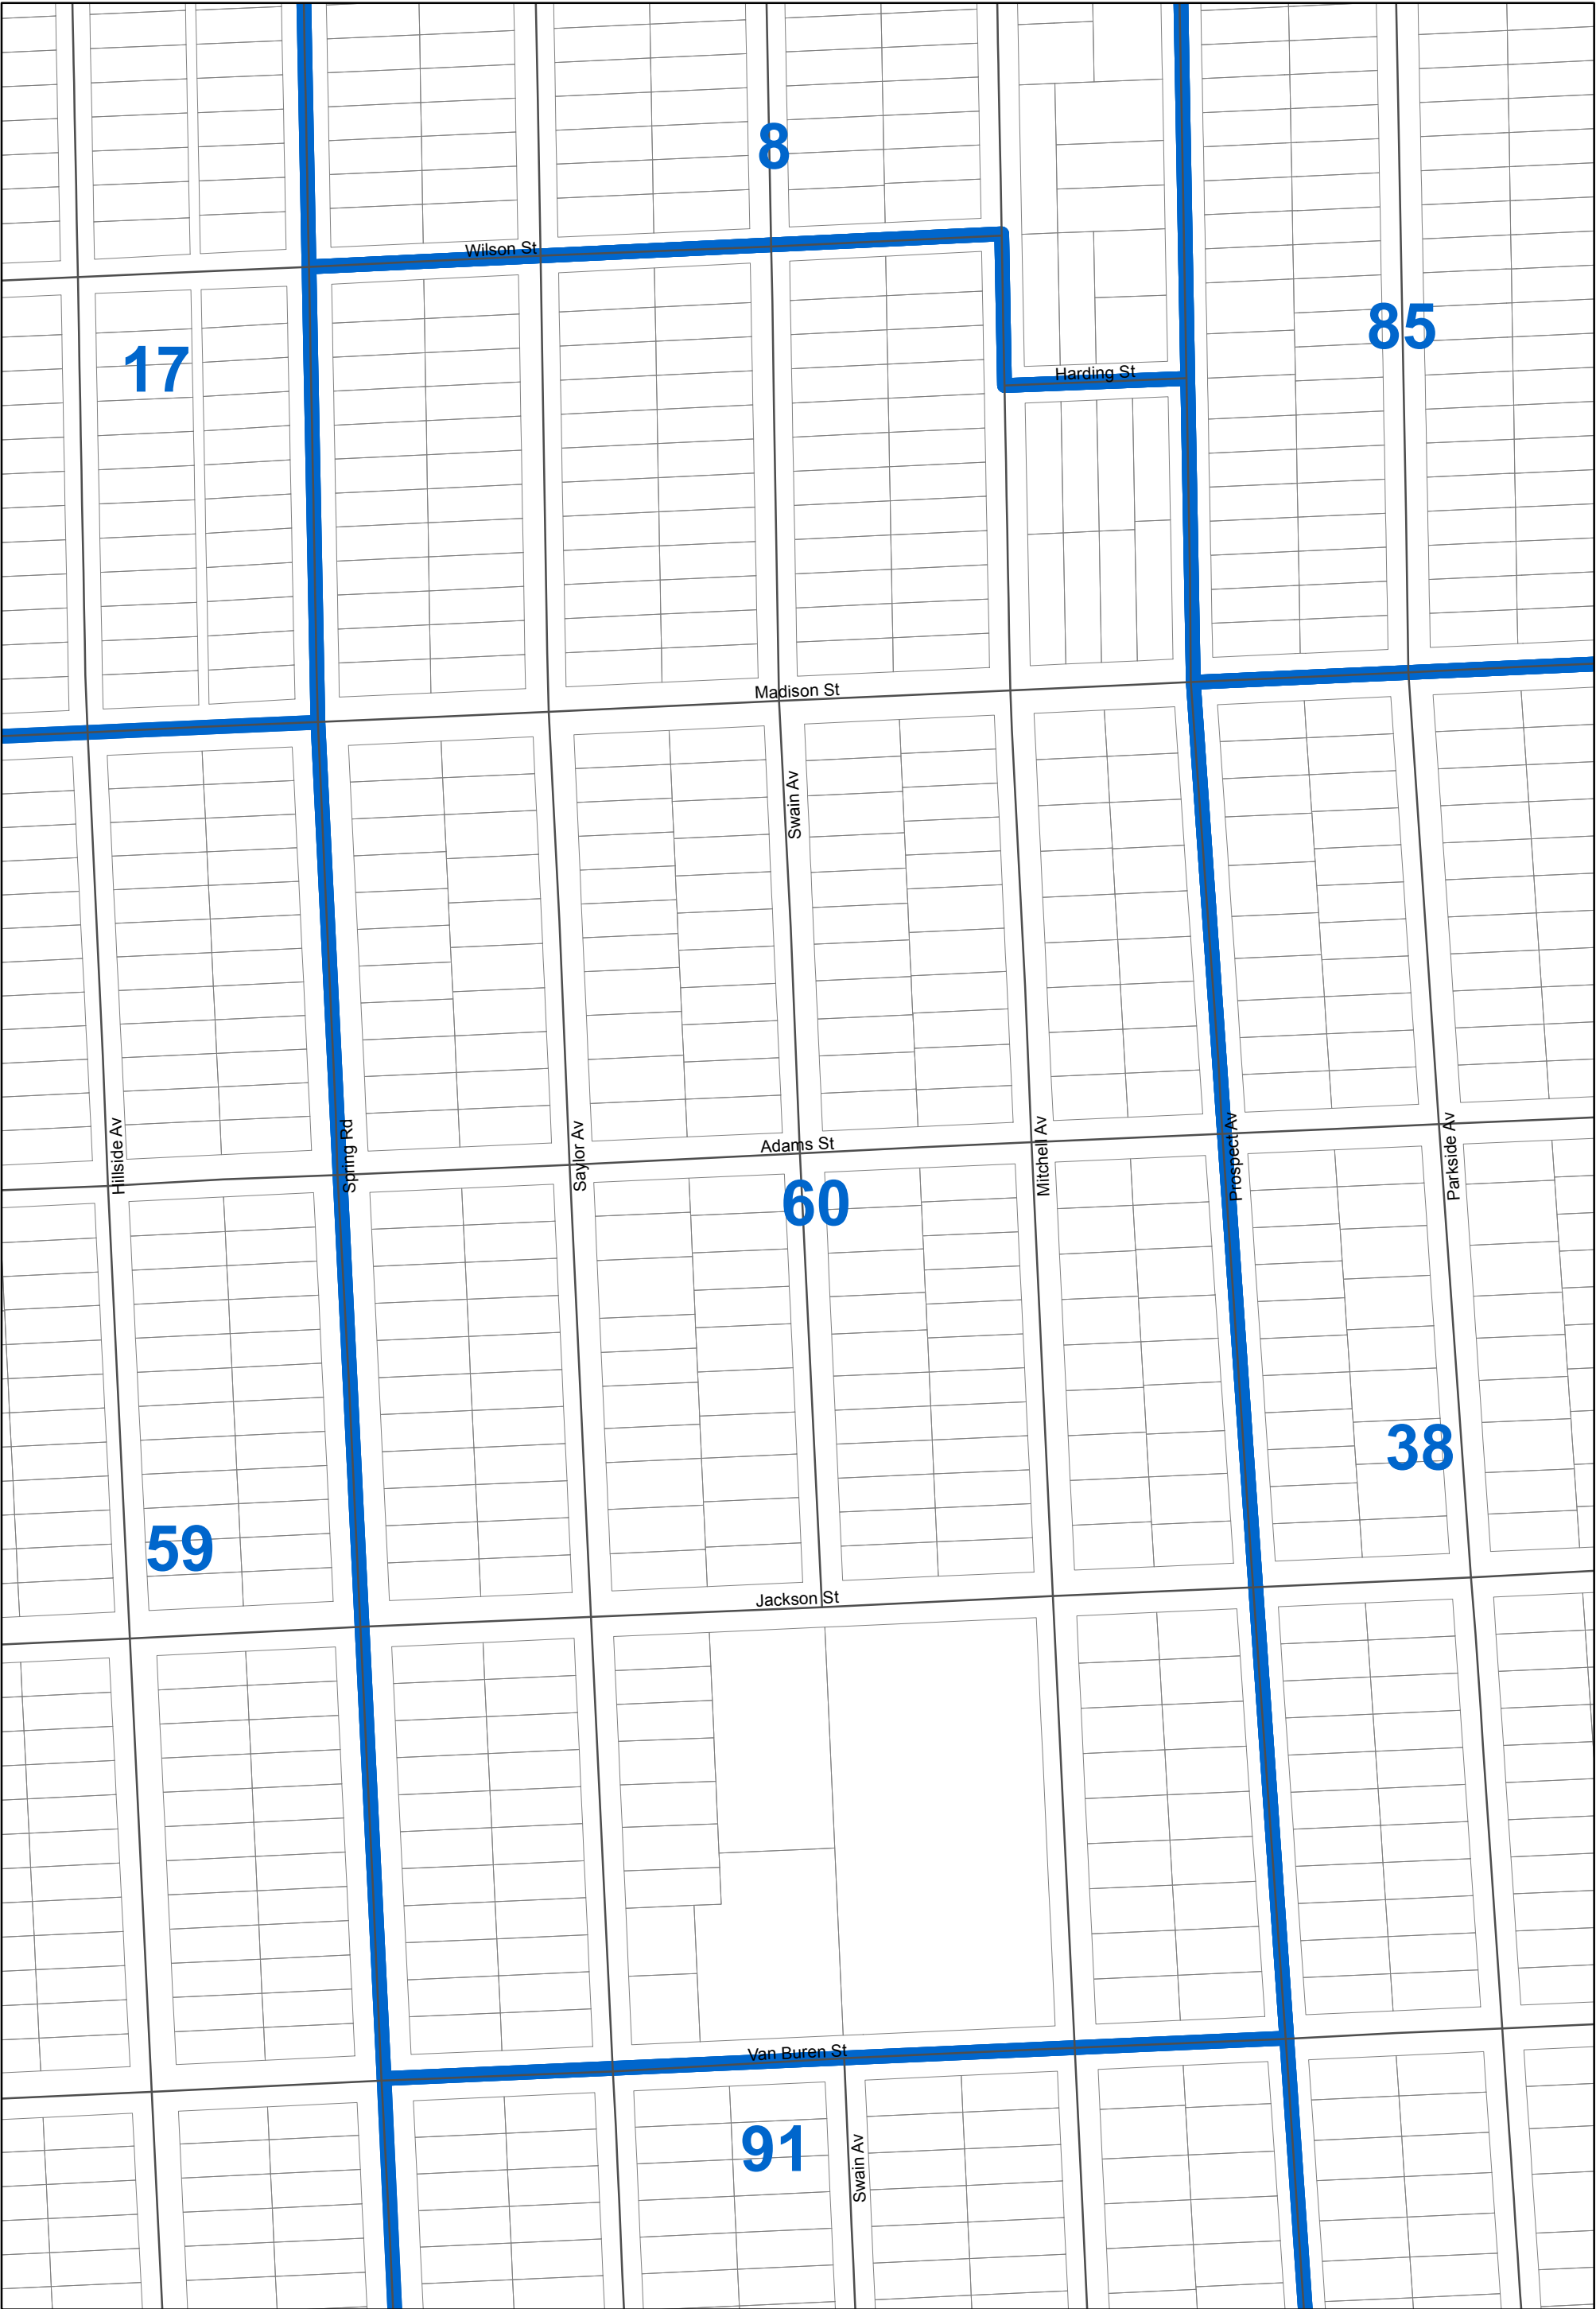 8
Wilson St
85
17
Harding St
Madison St
Swain Av
Hillside Av
Spring Rd
Saylor Av
Adams St
Mitchell Av
Prospect Av
Parkside Av
60
38
59
Jackson St
Van Buren St
91
Swain Av